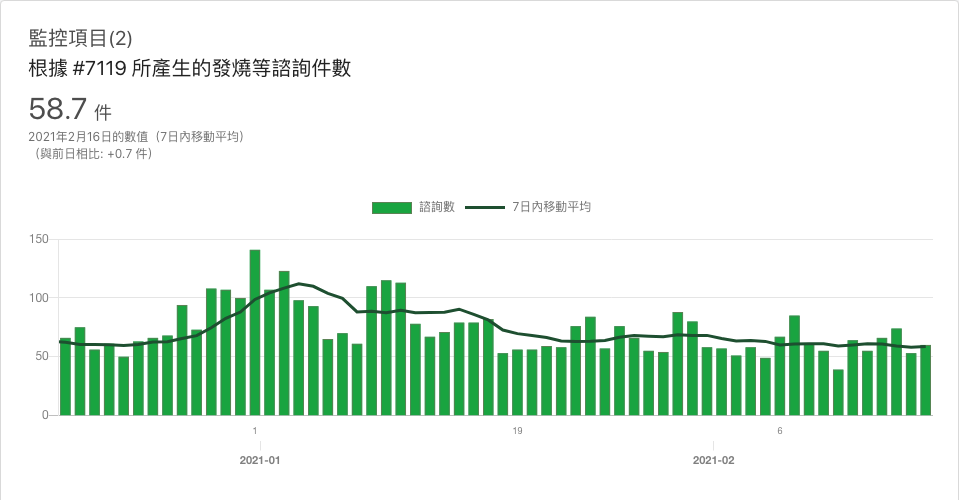 監控項目(2)
根據 #7119 所產生的發燒等諮詢件數
58.7 件
2021年2月16日的數值（7日內移動平均）
（與前日相比: +0.7 件）
諮詢數 7日內移動平均
150
100
50
0
1 19 6
2021-01 2021-02